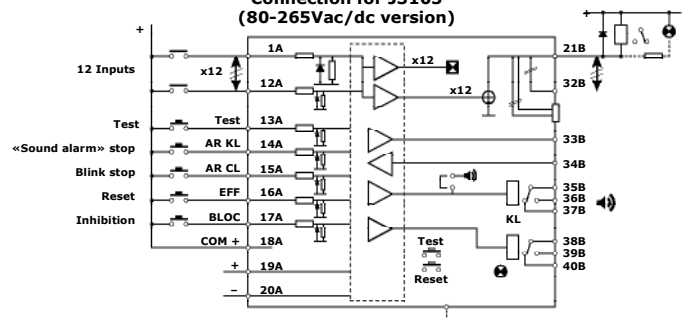 Connection for J3103
(80-265Vac/dc version)
+
+
1A
21B
12 Inputs
x12
x12
12A
x12
32B
Test
Test
13A
33B
«Sound alarm» stop
AR KL
14A
34B
Blink stop
AR CL
15A
Reset
EFF
16A
35B
36B
37B
KL
Inhibition
BLOC
17A
COM +
18A
Test
38B
39B
40B
Reset
+
19A
–
20A